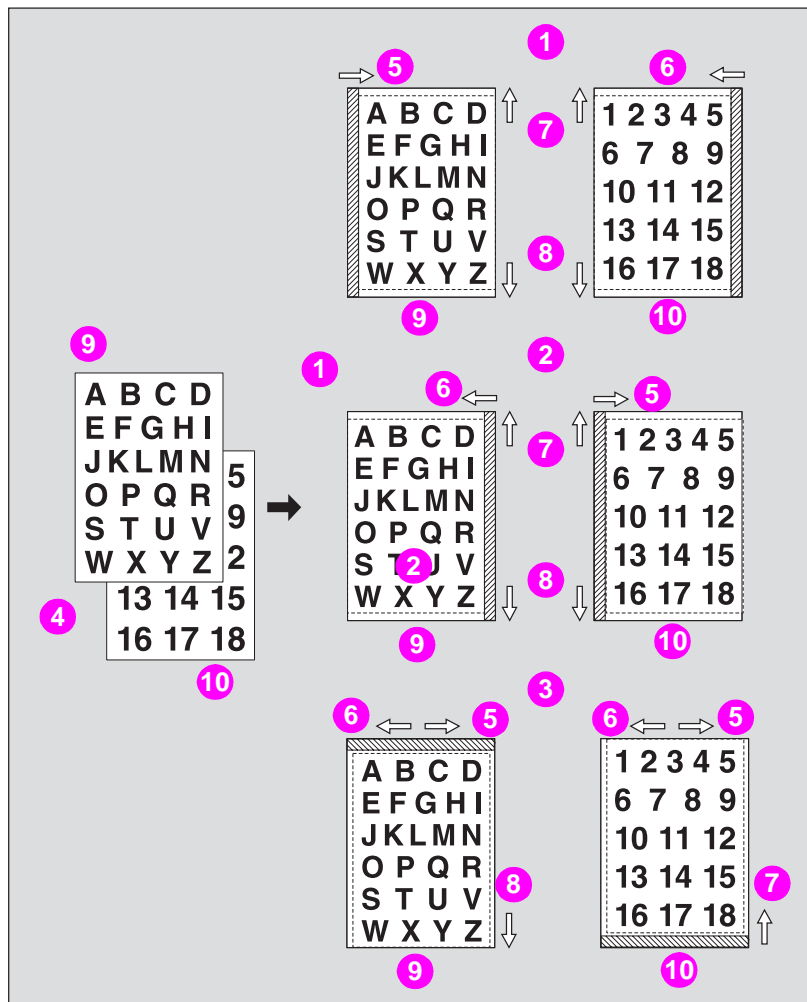 1
5
6
A B C D
E F G H I
J K L M N
O P Q R
S T U V
W X Y Z
7
8
1 2 3 4 5
6 7 8 9
10 11 12
13 14 15
16 17 18
9
10
9
A B C D
E F G H I
J K L M N
O P Q R
S T U V
W X Y Z
5
9
2
13 14 15
16 17 18
4
10
1
2
6
5
A B C D
E F G H I
J K L M N
O P Q R
S T U V
W X Y Z
2
7
8
1 2 3 4 5
6 7 8 9
10 11 12
13 14 15
16 17 18
9
10
3
6
5
6
5
A B C D
E F G H I
J K L M N
O P Q R
S T U V
W X Y Z
8
1 2 3 4 5
6 7 8 9
10 11 12
13 14 15
16 17 18
7
9
10